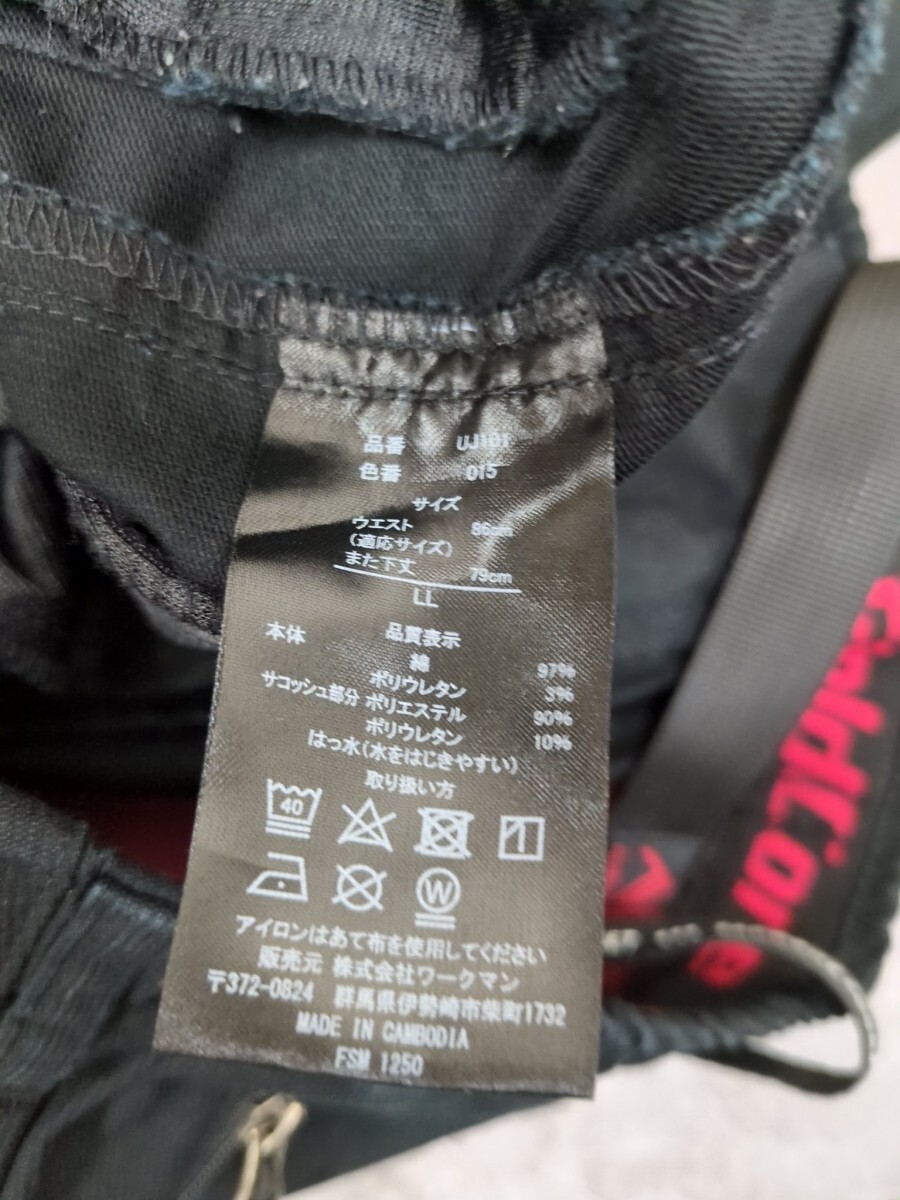 品番 UJ101
色番 015
サイズ
ウエスト 86cm
(適応サイズ)
また下丈 79cm
LL
本体 品質表示
綿 97%
ポリウレタン 3%
サコッシュ部分 ポリエステル 90%
ポリウレタン 10%
はっ水(水をはじきやすい)
取り扱い方
40
W
アイロンはあて布を使用してください
販売元 株式会社ワークマン
〒372-0824 群馬県伊勢崎市柴町1732
MADE IN CAMBODIA
FSM 1250